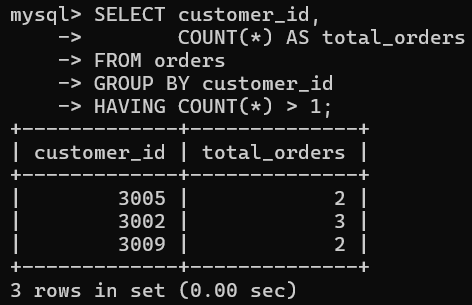 mysql> SELECT customer_id,
    ->        COUNT(*) AS total_orders
    -> FROM orders
    -> GROUP BY customer_id
    -> HAVING COUNT(*) > 1;
+-------------+--------------+
| customer_id | total_orders |
+-------------+--------------+
|        3005 |            2 |
|        3002 |            3 |
|        3009 |            2 |
+-------------+--------------+
3 rows in set (0.00 sec)